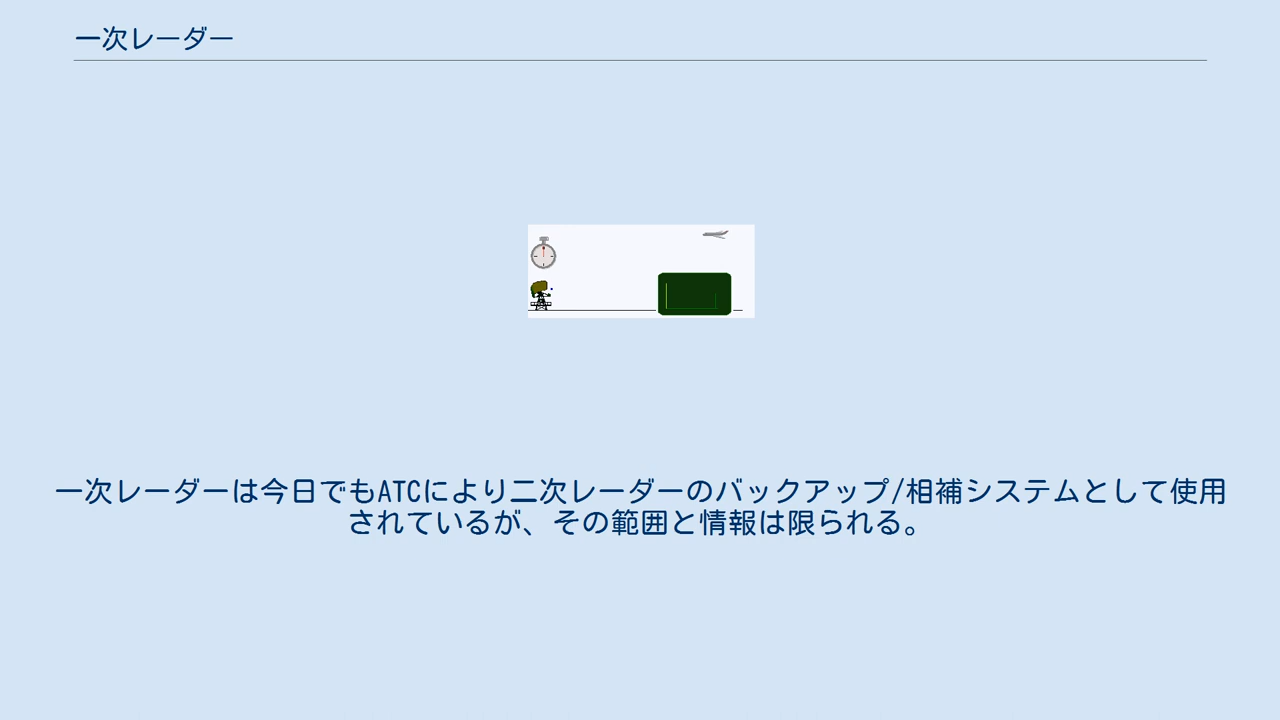 一次レーダー
一次レーダーは今日でもATCにより二次レーダーのバックアップ/相補システムとして使用
されているが、その範囲と情報は限られる。